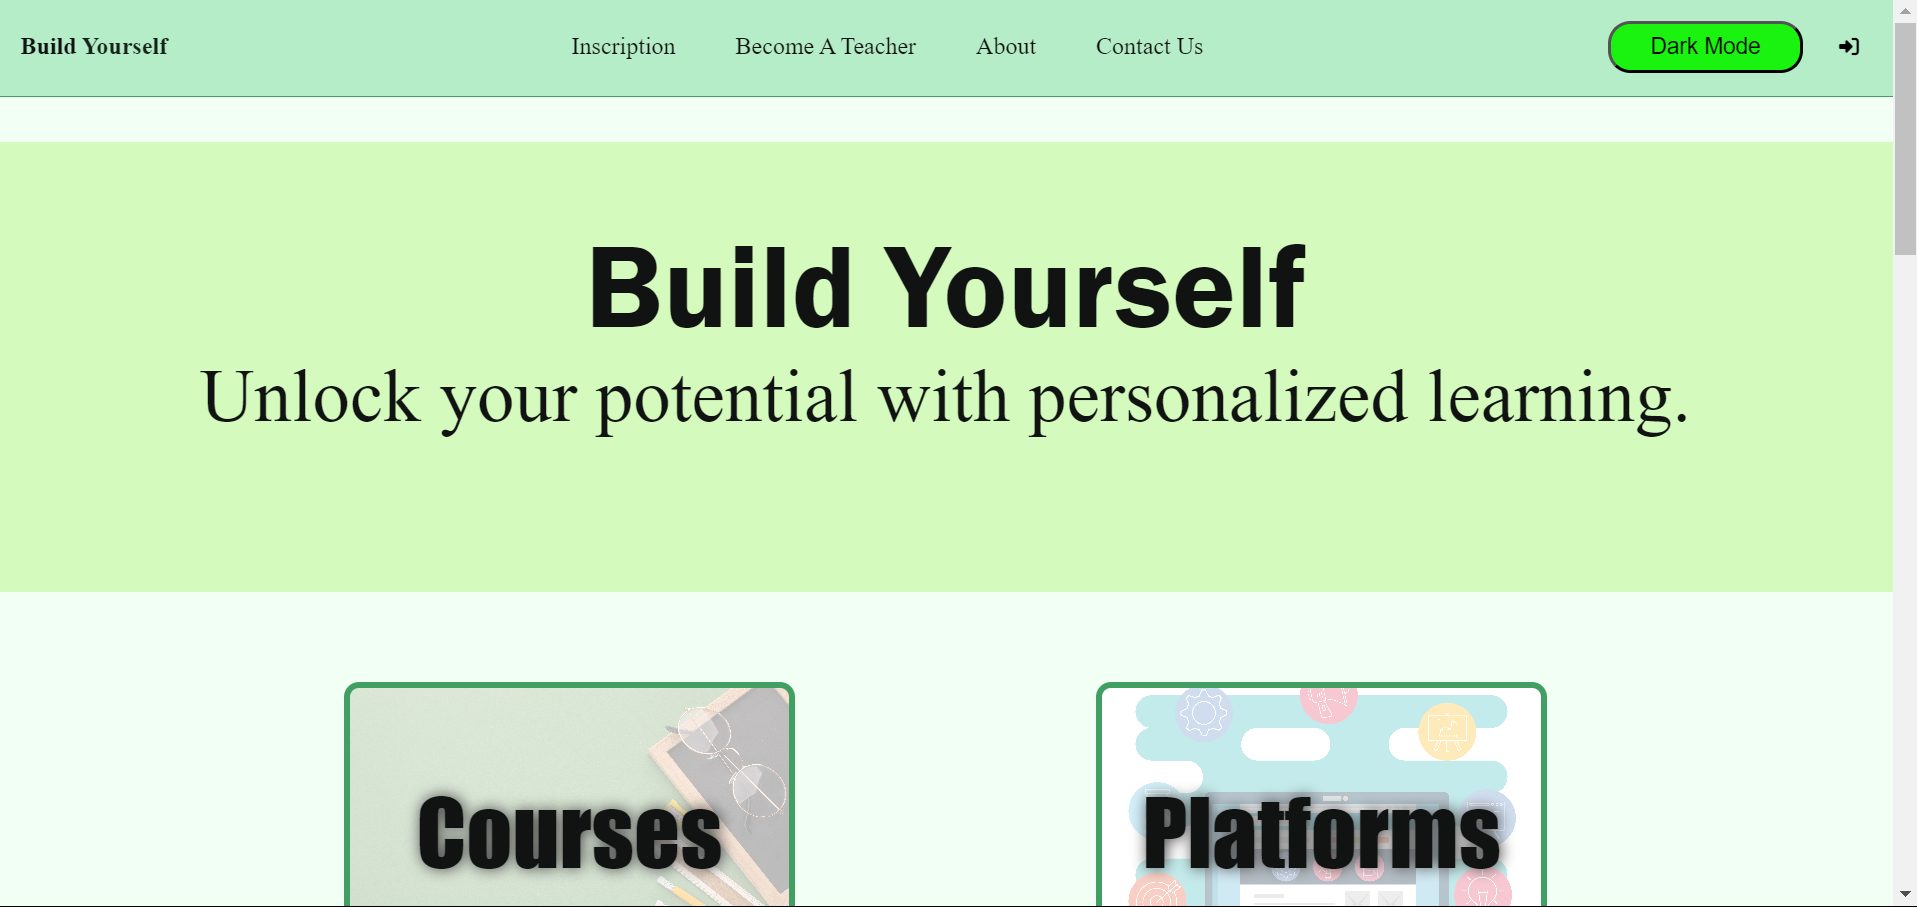 Build Yourself
Inscription
Become A Teacher
About
Contact Us
Dark Mode
Build Yourself
Unlock your potential with personalized learning.
Courses
Platforms